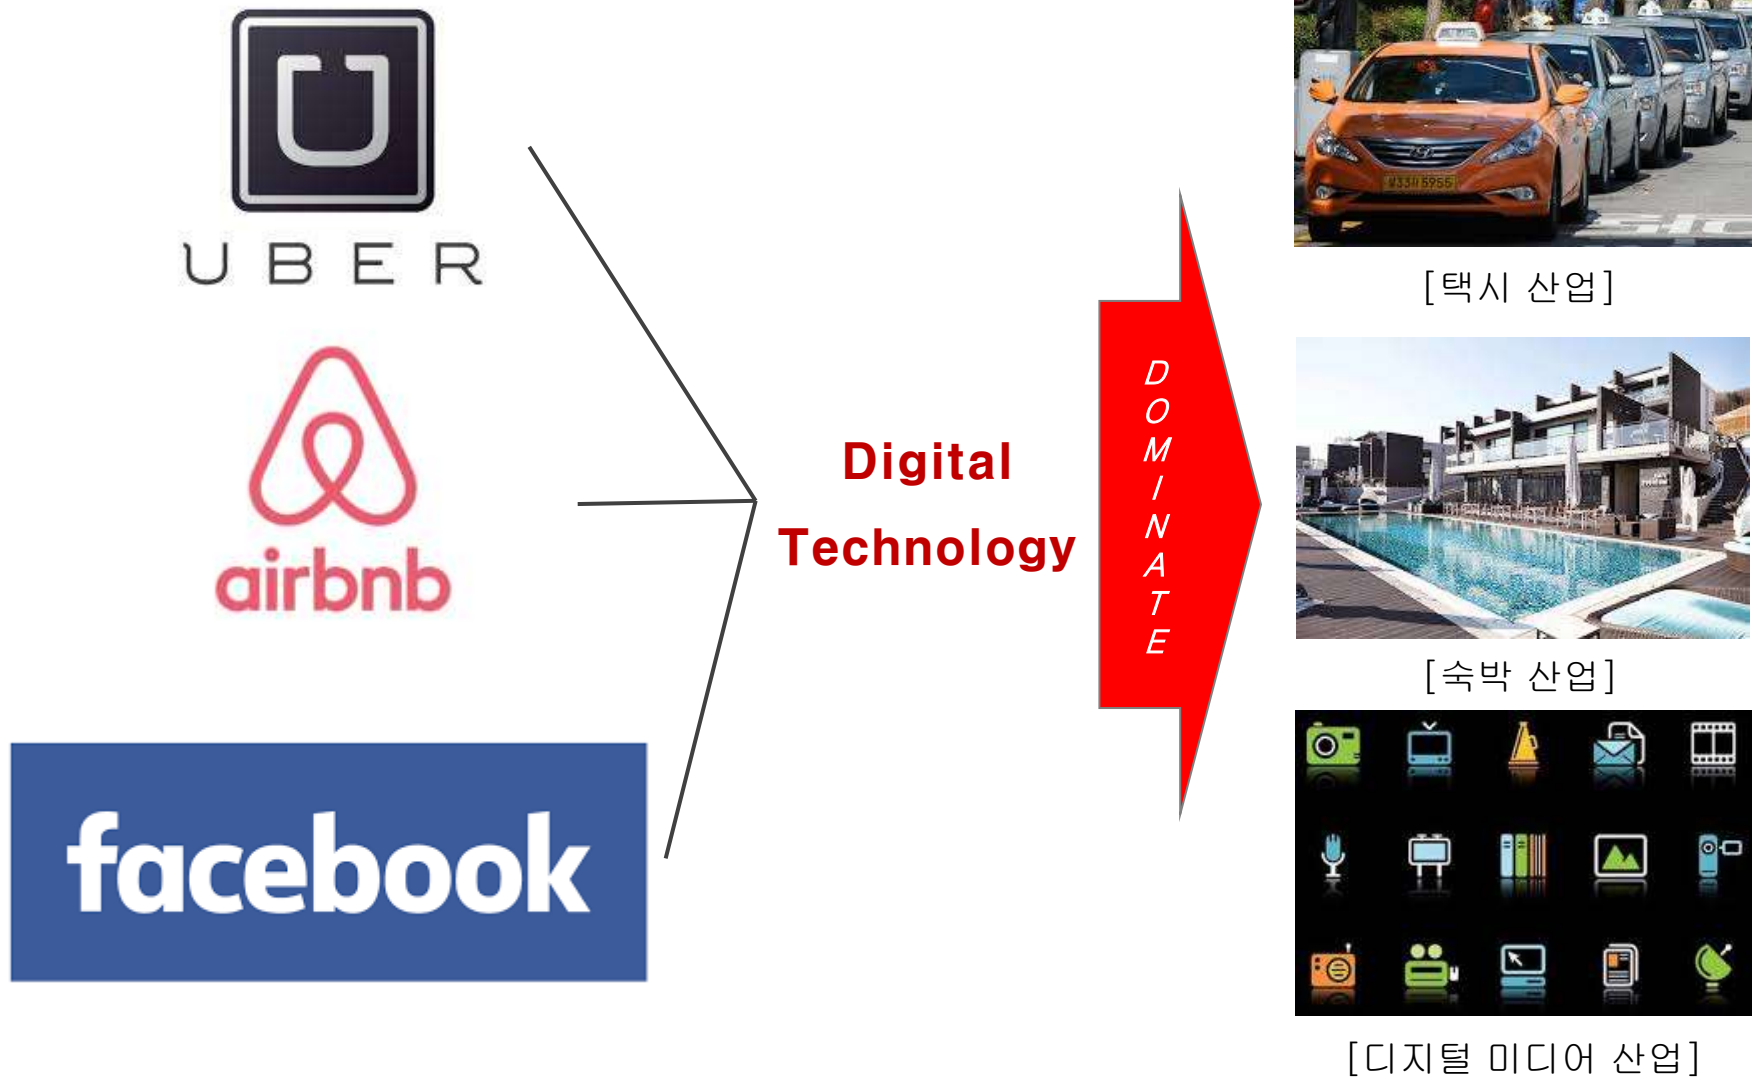 UBER
airbnb
facebook
Digital
Technology
DOMINATE
[택시 산업]
[숙박 산업]
[디지털 미디어 산업]